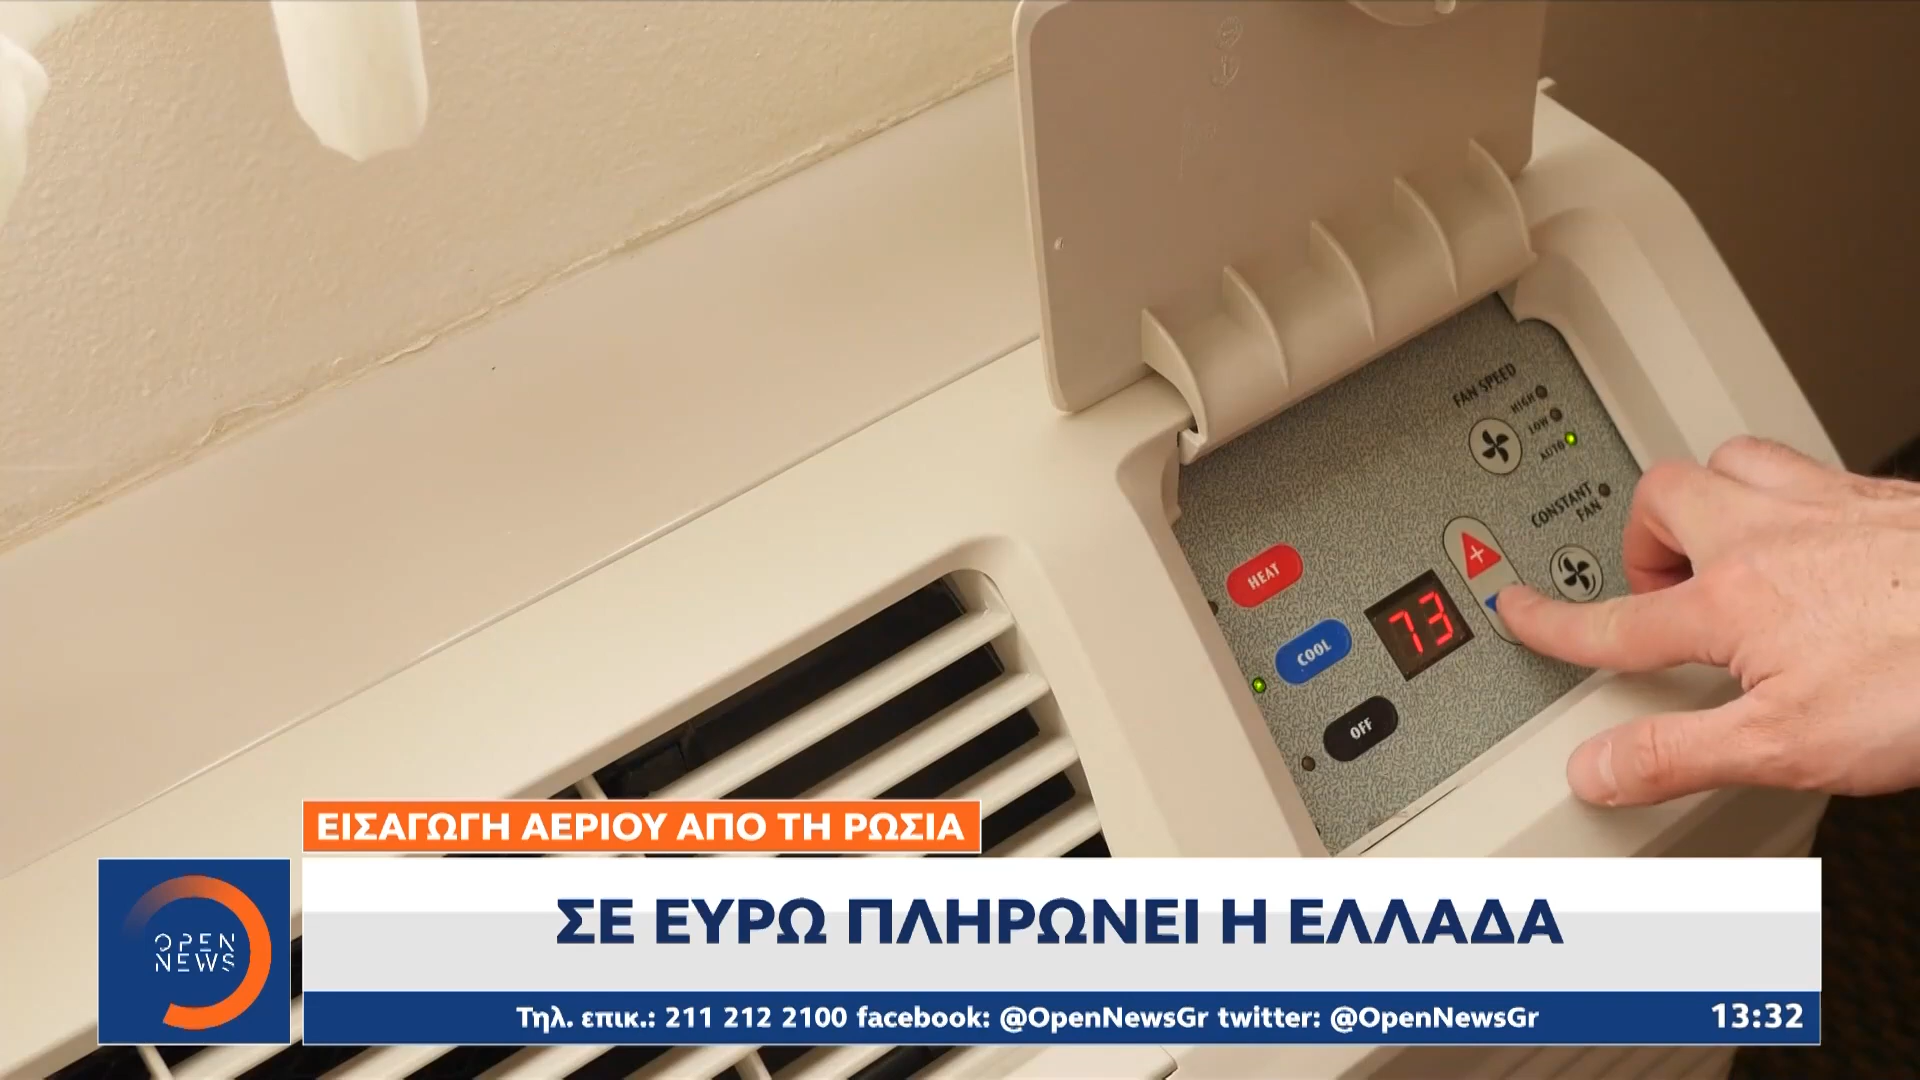 FAN SPEED
HIGH
LOW
AUTO
CONSTANT
FAN
HEAT
COOL
73
OFF
ΕΙΣΑΓΩΓΗ ΑΕΡΙΟΥ ΑΠΟ ΤΗ ΡΩΣΙΑ
OPEN
NEWS
ΣΕ ΕΥΡΩ ΠΛΗΡΩΝΕΙ Η ΕΛΛΑΔΑ
Τηλ. επικ.: 211 212 2100 facebook: @OpenNewsGr twitter: @OpenNewsGr
13:32